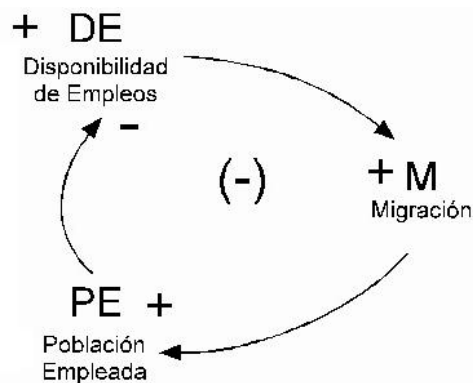 + DE
Disponibilidad
de Empleos
-
(-)
+ M
Migración
PE +
Población
Empleada